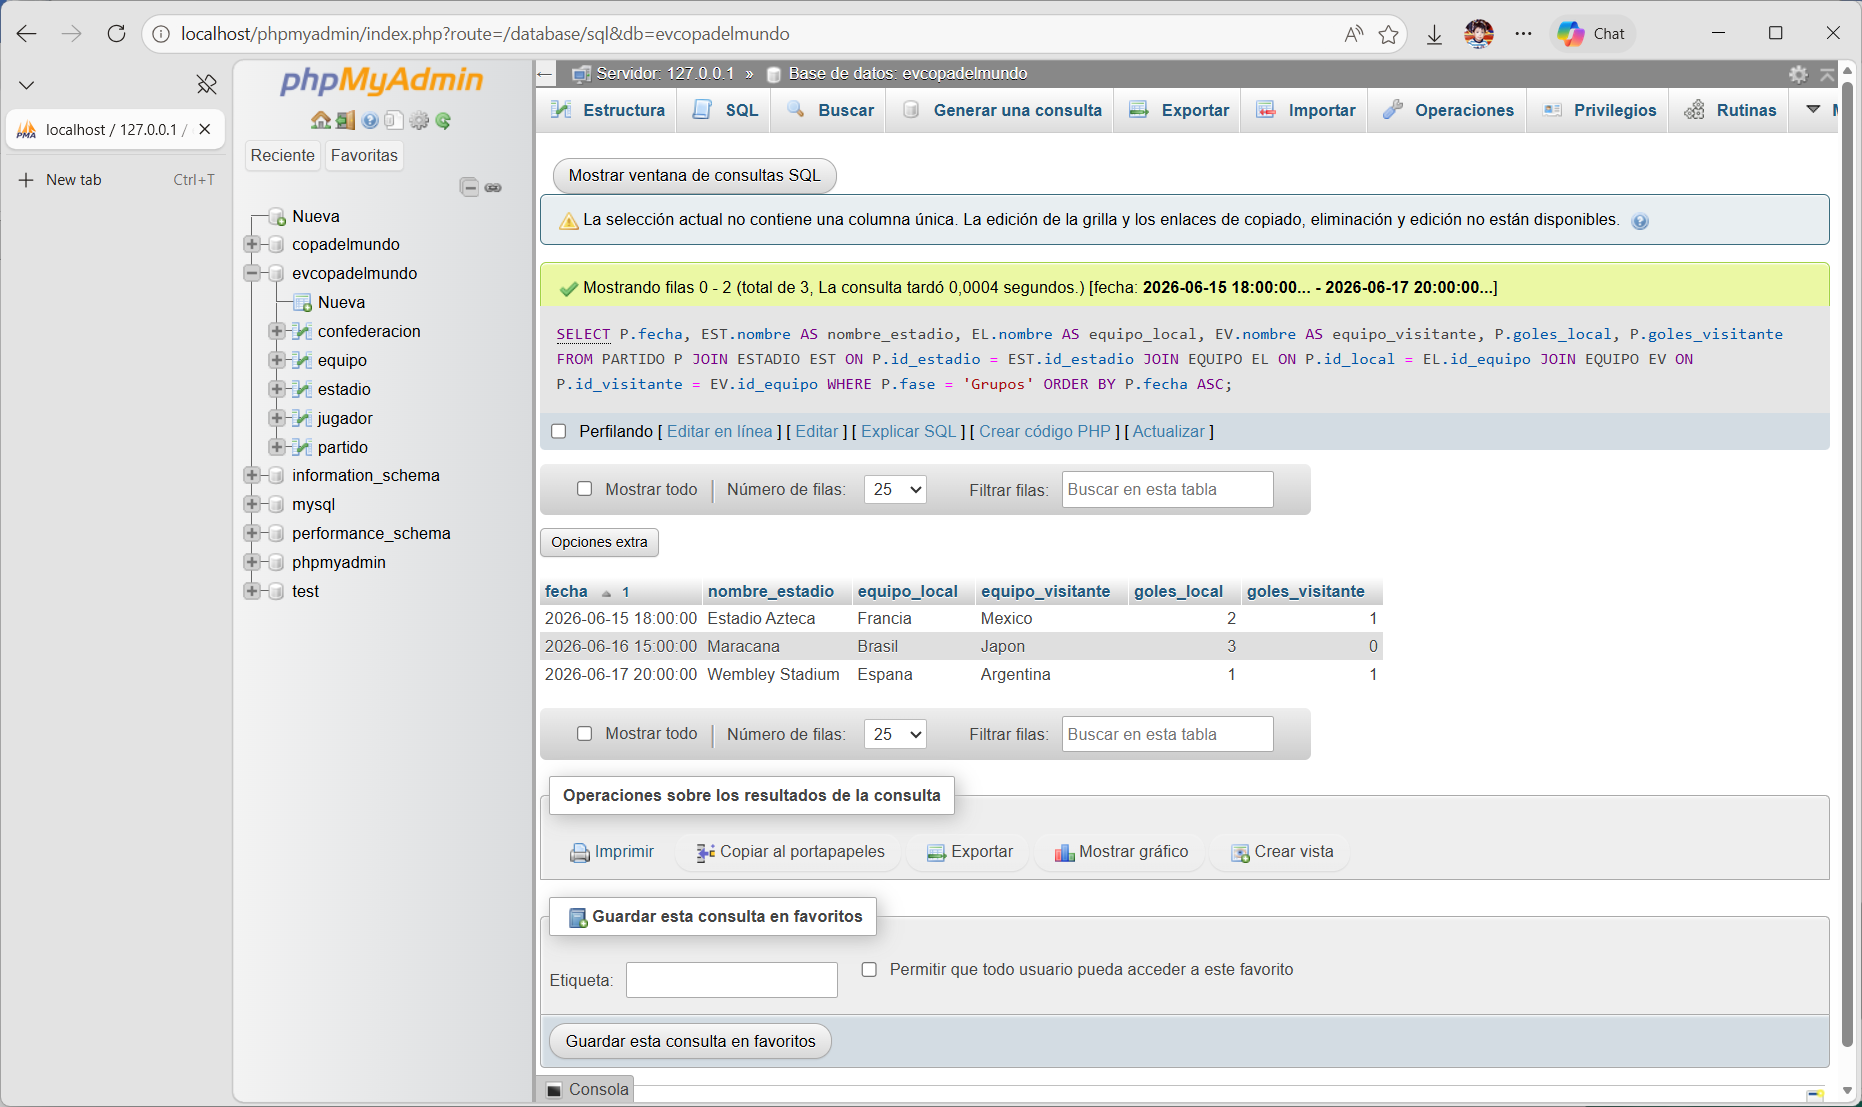 localhost/phpmyadmin/index.php?route=/database/sql&db=evcopadelmundo
Chat
localhost / 127.0.0.1 /
New tab Ctrl+T
phpMyAdmin
Reciente Favoritas
Nueva
copadelmundo
evcopadelmundo
Nueva
confederacion
equipo
estadio
jugador
partido
information_schema
mysql
performance_schema
phpmyadmin
test
Servidor: 127.0.0.1 » Base de datos: evcopadelmundo
Estructura SQL Buscar Generar una consulta Exportar Importar Operaciones Privilegios Rutinas
Mostrar ventana de consultas SQL
La selección actual no contiene una columna única. La edición de la grilla y los enlaces de copiado, eliminación y edición no están disponibles.
Mostrando filas 0 - 2 (total de 3, La consulta tardó 0,0004 segundos.) [fecha: 2026-06-15 18:00:00... - 2026-06-17 20:00:00...]
SELECT P.fecha, EST.nombre AS nombre_estadio, EL.nombre AS equipo_local, EV.nombre AS equipo_visitante, P.goles_local, P.goles_visitante
FROM PARTIDO P JOIN ESTADIO EST ON P.id_estadio = EST.id_estadio JOIN EQUIPO EL ON P.id_local = EL.id_equipo JOIN EQUIPO EV ON
P.id_visitante = EV.id_equipo WHERE P.fase = 'Grupos' ORDER BY P.fecha ASC;
Perfilando [ Editar en línea ] [ Editar ] [ Explicar SQL ] [ Crear código PHP ] [ Actualizar ]
Mostrar todo | Número de filas: 25 Filtrar filas: Buscar en esta tabla
Opciones extra
fecha 1 nombre_estadio equipo_local equipo_visitante goles_local goles_visitante
2026-06-15 18:00:00 Estadio Azteca Francia Mexico 2 1
2026-06-16 15:00:00 Maracana Brasil Japon 3 0
2026-06-17 20:00:00 Wembley Stadium Espana Argentina 1 1
Mostrar todo | Número de filas: 25 Filtrar filas: Buscar en esta tabla
Operaciones sobre los resultados de la consulta
Imprimir Copiar al portapapeles Exportar Mostrar gráfico Crear vista
Guardar esta consulta en favoritos
Etiqueta: Permitir que todo usuario pueda acceder a este favorito
Guardar esta consulta en favoritos
Consola